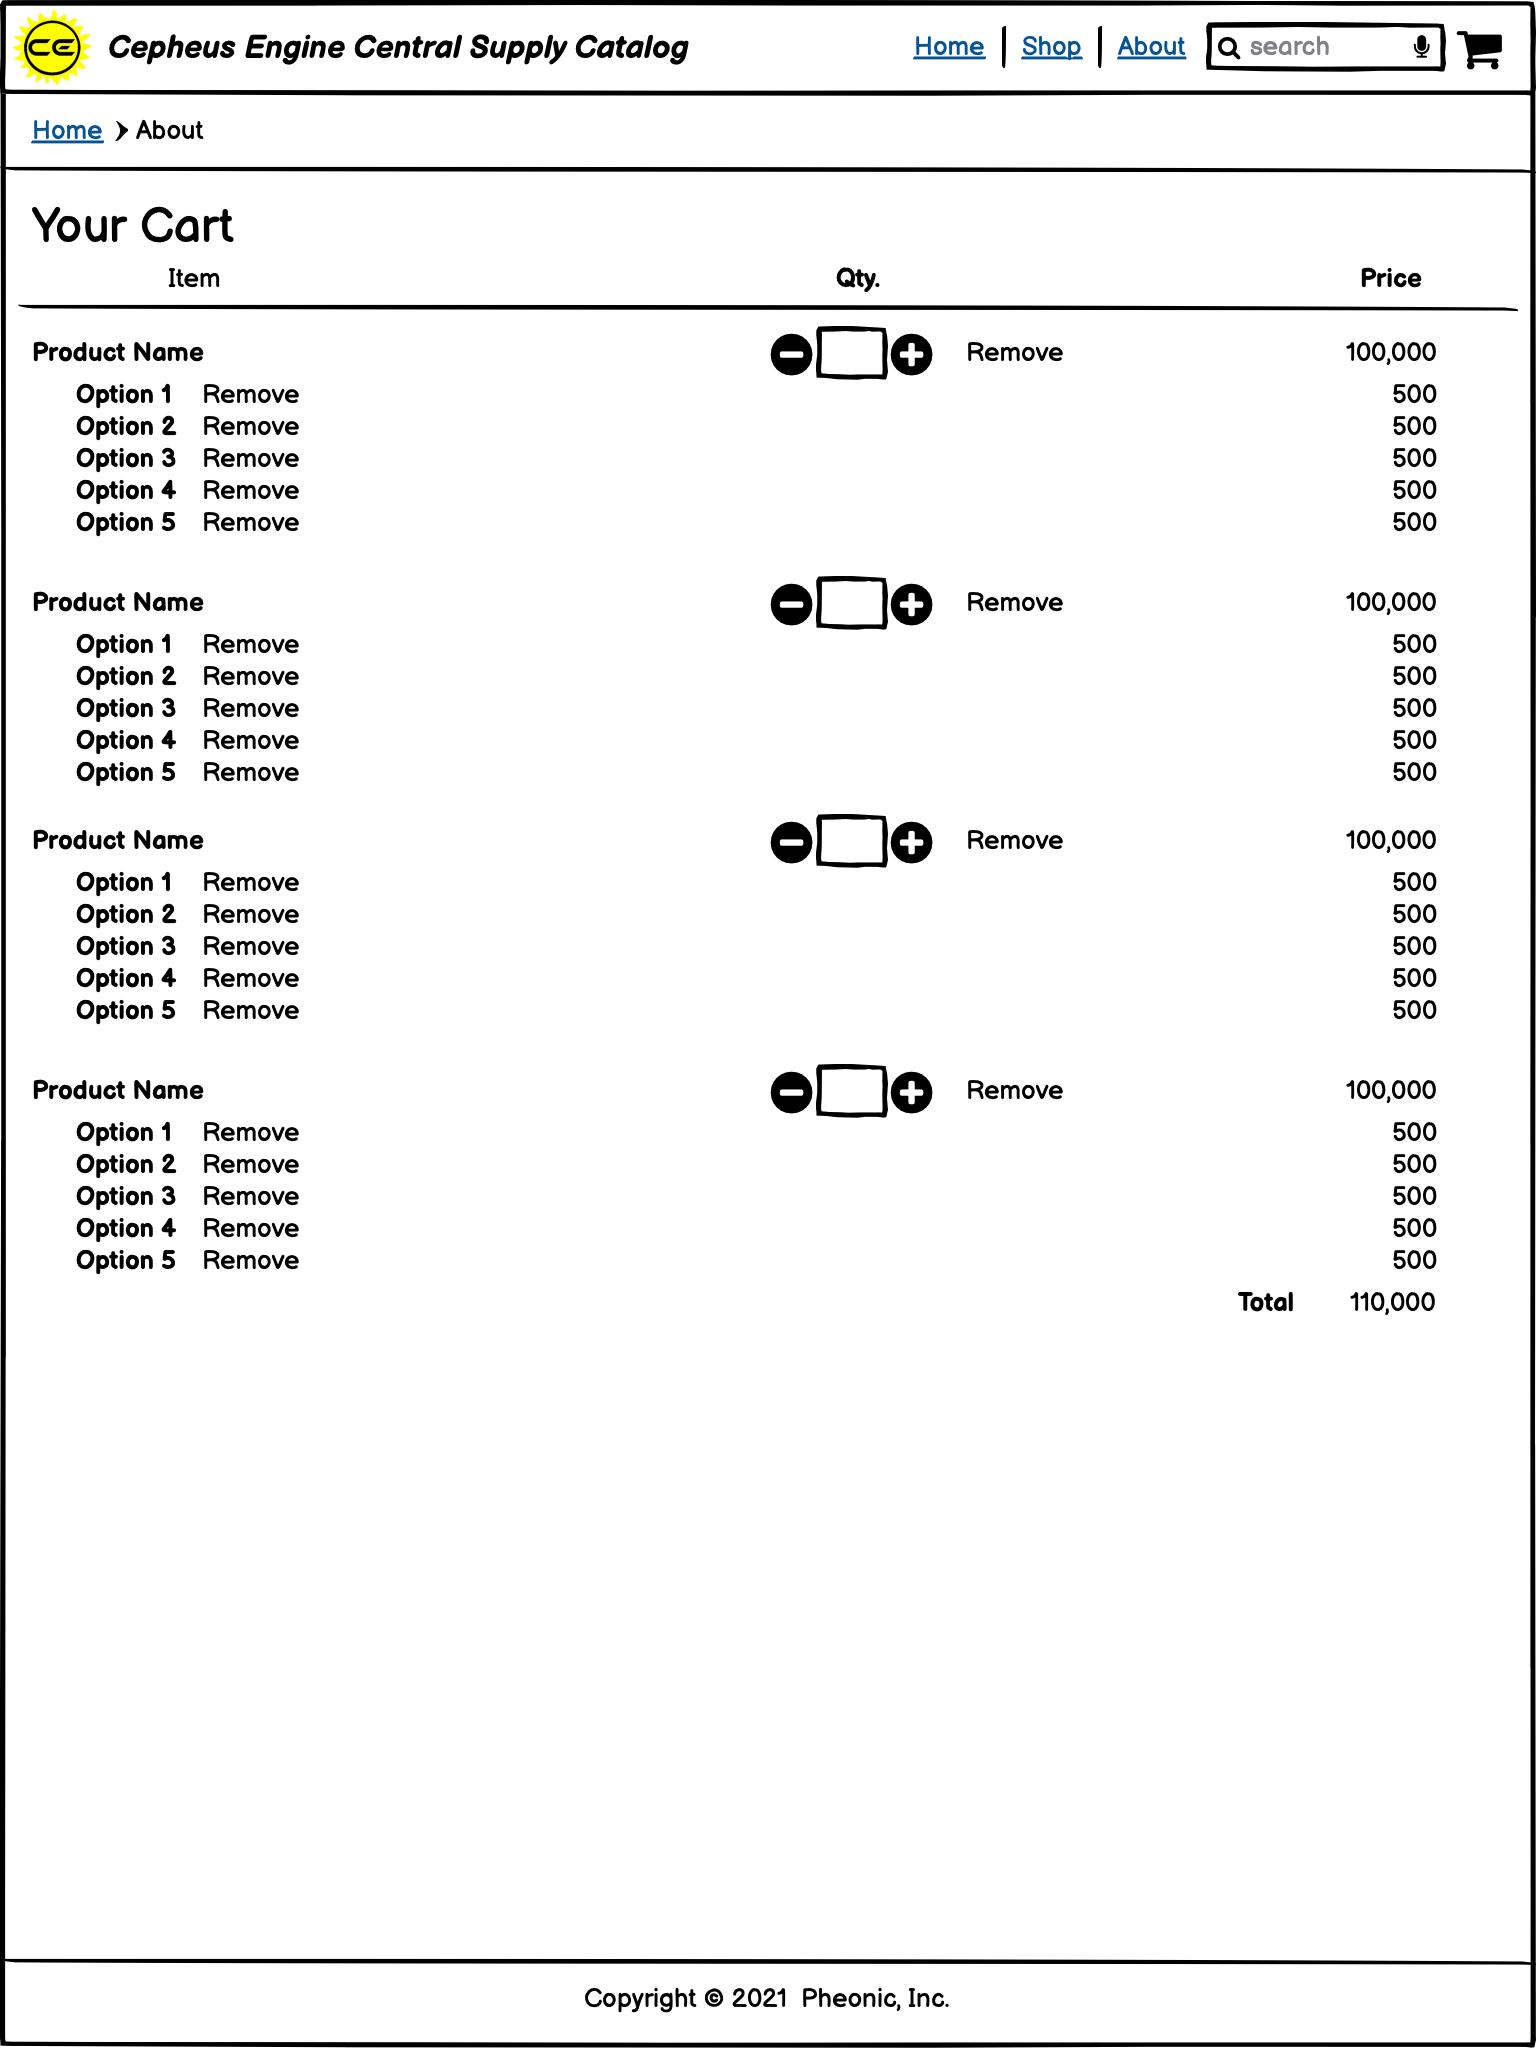 CE Cepheus Engine Central Supply Catalog Home Shop About search
Home About
Your Cart
Item Qty. Price
Product Name Remove 100,000
Option 1 Remove 500
Option 2 Remove 500
Option 3 Remove 500
Option 4 Remove 500
Option 5 Remove 500
Product Name Remove 100,000
Option 1 Remove 500
Option 2 Remove 500
Option 3 Remove 500
Option 4 Remove 500
Option 5 Remove 500
Product Name Remove 100,000
Option 1 Remove 500
Option 2 Remove 500
Option 3 Remove 500
Option 4 Remove 500
Option 5 Remove 500
Product Name Remove 100,000
Option 1 Remove 500
Option 2 Remove 500
Option 3 Remove 500
Option 4 Remove 500
Option 5 Remove 500
Total 110,000
Copyright © 2021 Pheonic, Inc.